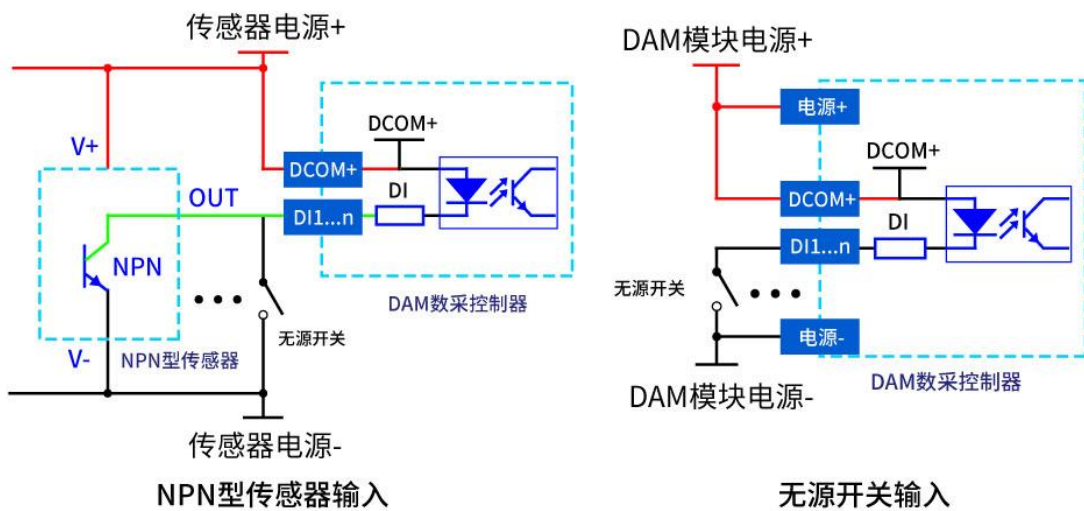 传感器电源+
V+
OUT
NPN
V-
NPN型传感器
无源开关
DCOM+
DCOM+
DI
DI1...n
DAM数采控制器
传感器电源-
NPN型传感器输入
DAM模块电源+
电源+
DCOM+
DCOM+
DI
DI1...n
无源开关
电源-
DAM模块电源-
DAM数采控制器
无源开关输入